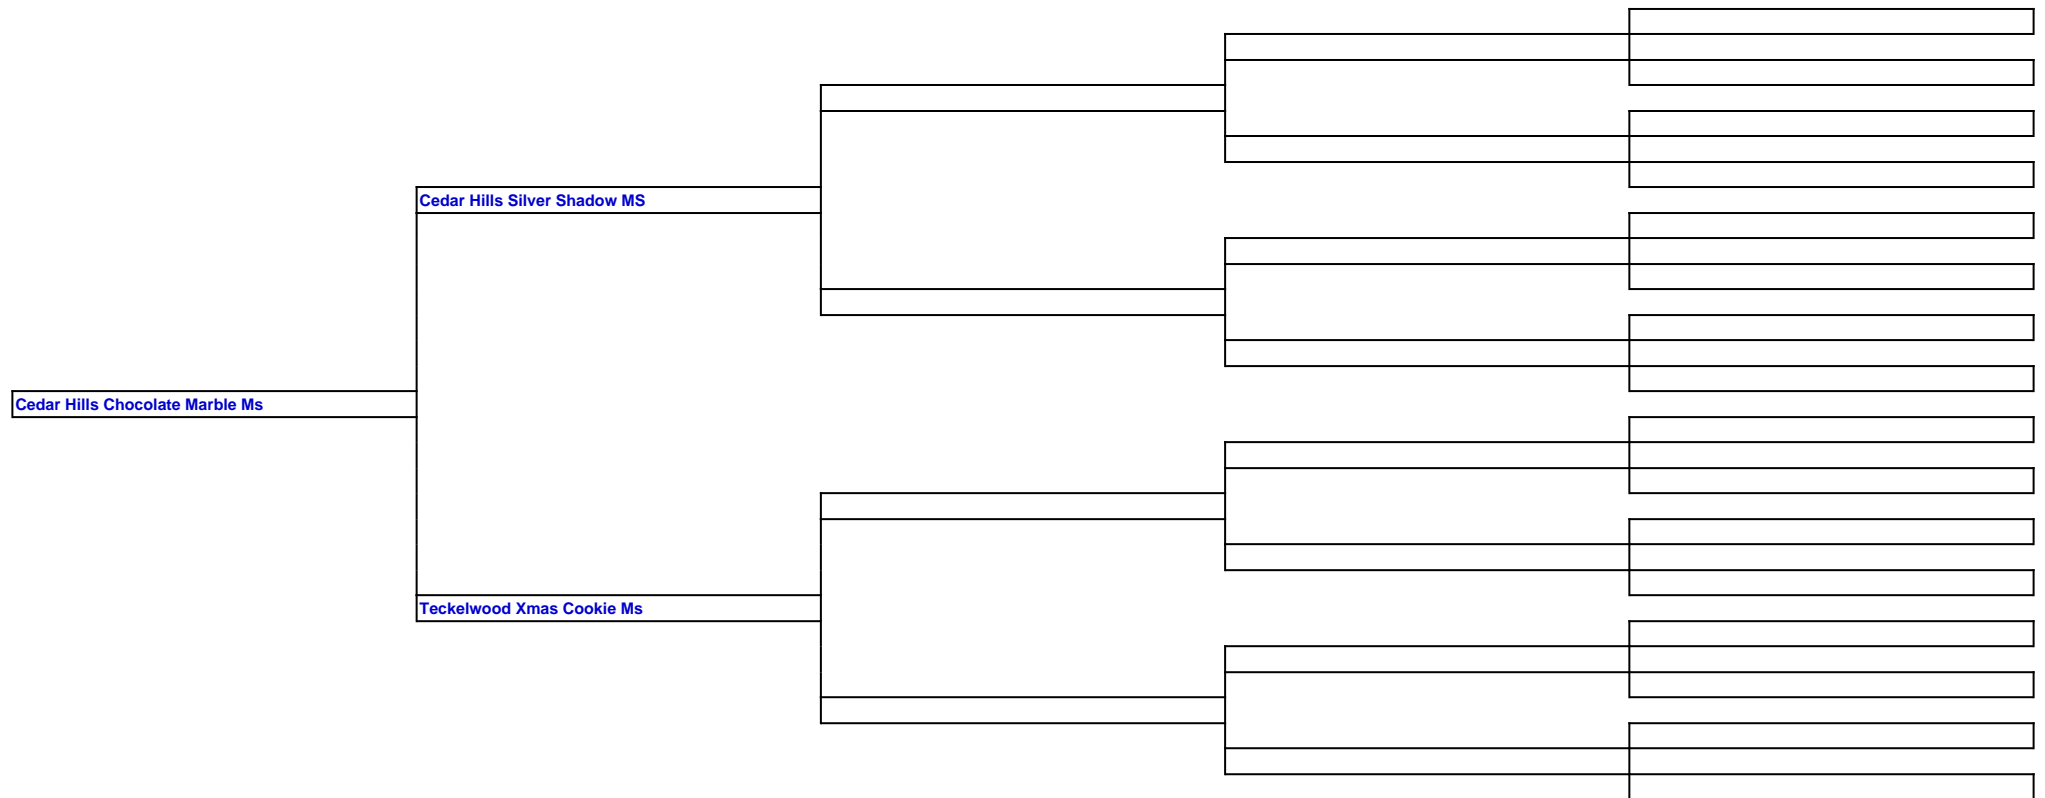 Cedar Hills Silver Shadow MS
Cedar Hills Chocolate Marble Ms
Teckelwood Xmas Cookie Ms